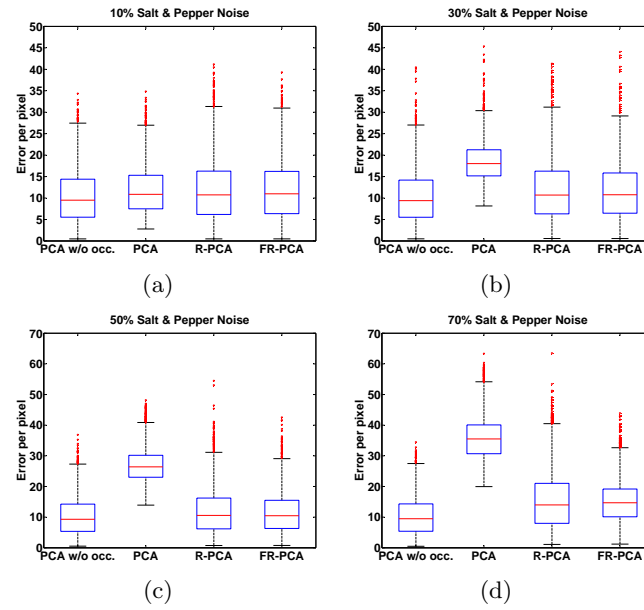 10% Salt & Pepper Noise
50
45
40
35
30
25
20
15
10
5
0
Error per pixel
PCA w/o occ. PCA R-PCA FR-PCA
(a)
30% Salt & Pepper Noise
50
45
40
35
30
25
20
15
10
5
0
Error per pixel
PCA w/o occ. PCA R-PCA FR-PCA
(b)
50% Salt & Pepper Noise
70
60
50
40
30
20
10
0
Error per pixel
PCA w/o occ. PCA R-PCA FR-PCA
(c)
70% Salt & Pepper Noise
70
60
50
40
30
20
10
0
Error per pixel
PCA w/o occ. PCA R-PCA FR-PCA
(d)